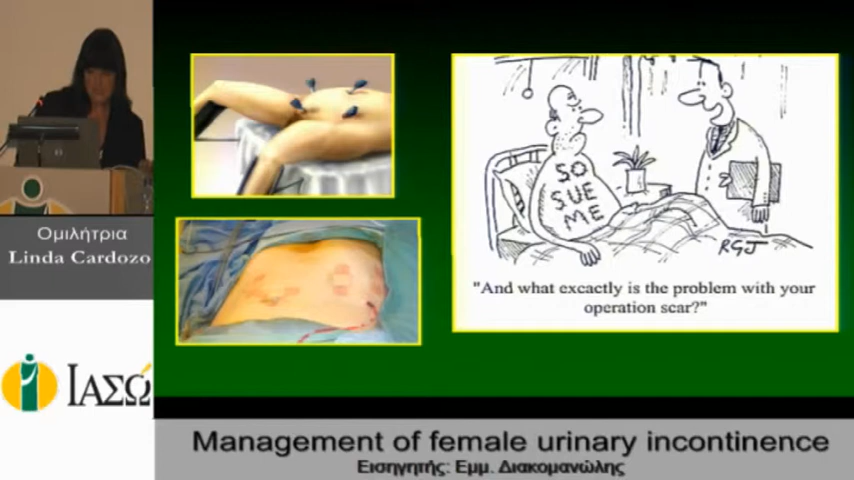 Ομιλήτρια
Linda Cardozo
ΙΑΣΩ
SO
SUE
ME
RGJ
"And what excactly is the problem with your
operation scar?"
Management of female urinary incontinence
Εισηγητής: Εμμ. Διακομανώλης